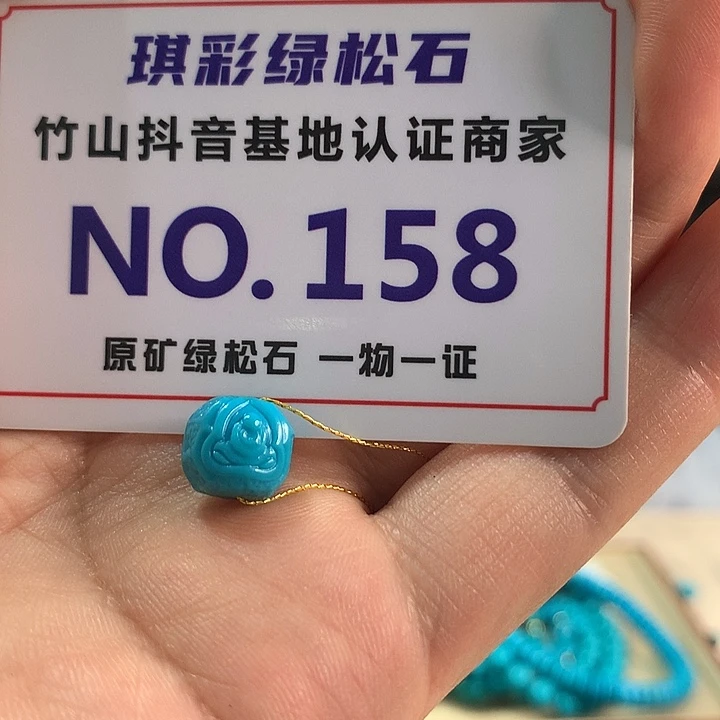 琪彩绿松石
竹山抖音基地认证商家
NO.158
原矿绿松石 一物一证